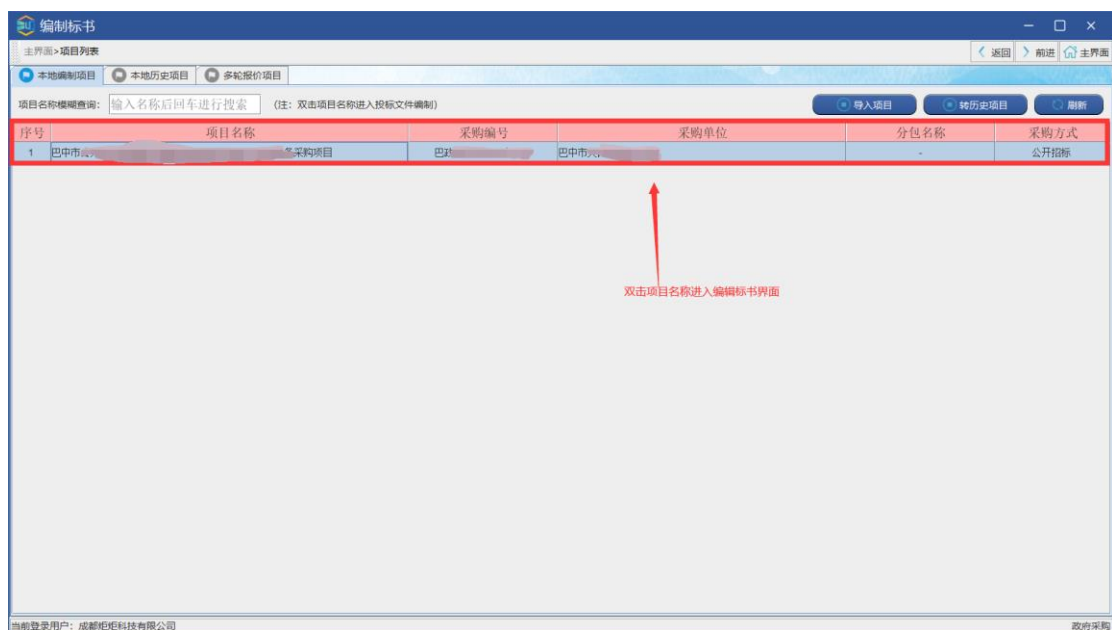 编制标书
主界面>项目列表 返回 前进 主界面
本地编制项目 本地历史项目 多轮报价项目
项目名称模糊查询: 输入名称后回车进行搜索 (注: 双击项目名称进入投标文件编制) 导入项目 转历史项目 刷新
序号 项目名称 采购编号 采购单位 分包名称 采购方式
1 巴中市 采购项目 巴政 巴中市 - 公开招标
双击项目名称进入编辑标书界面
当前登录用户: 成都炬炬科技有限公司 政府采购